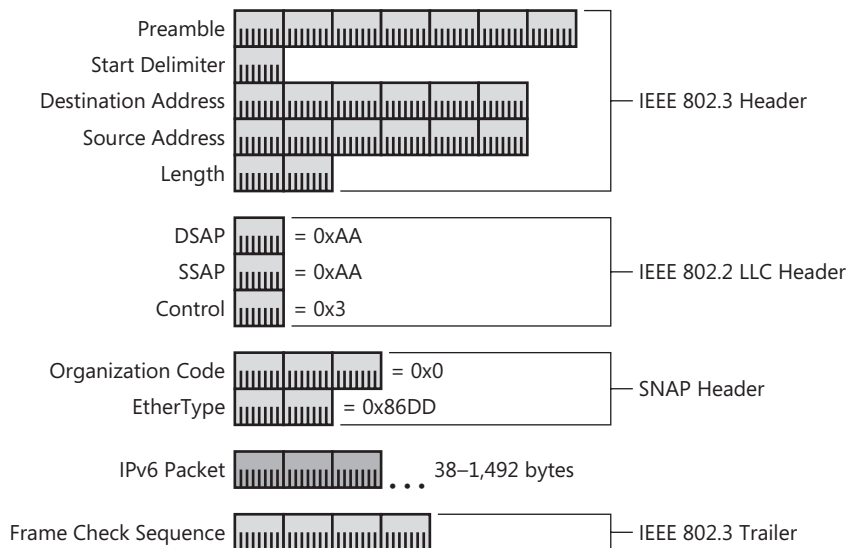 Preamble
Start Delimiter
Destination Address
IEEE 802.3 Header
Source Address
Length
DSAP = 0xAA
SSAP = 0xAA
IEEE 802.2 LLC Header
Control = 0x3
Organization Code = 0x0
SNAP Header
EtherType = 0x86DD
IPv6 Packet ... 38–1,492 bytes
Frame Check Sequence
IEEE 802.3 Trailer